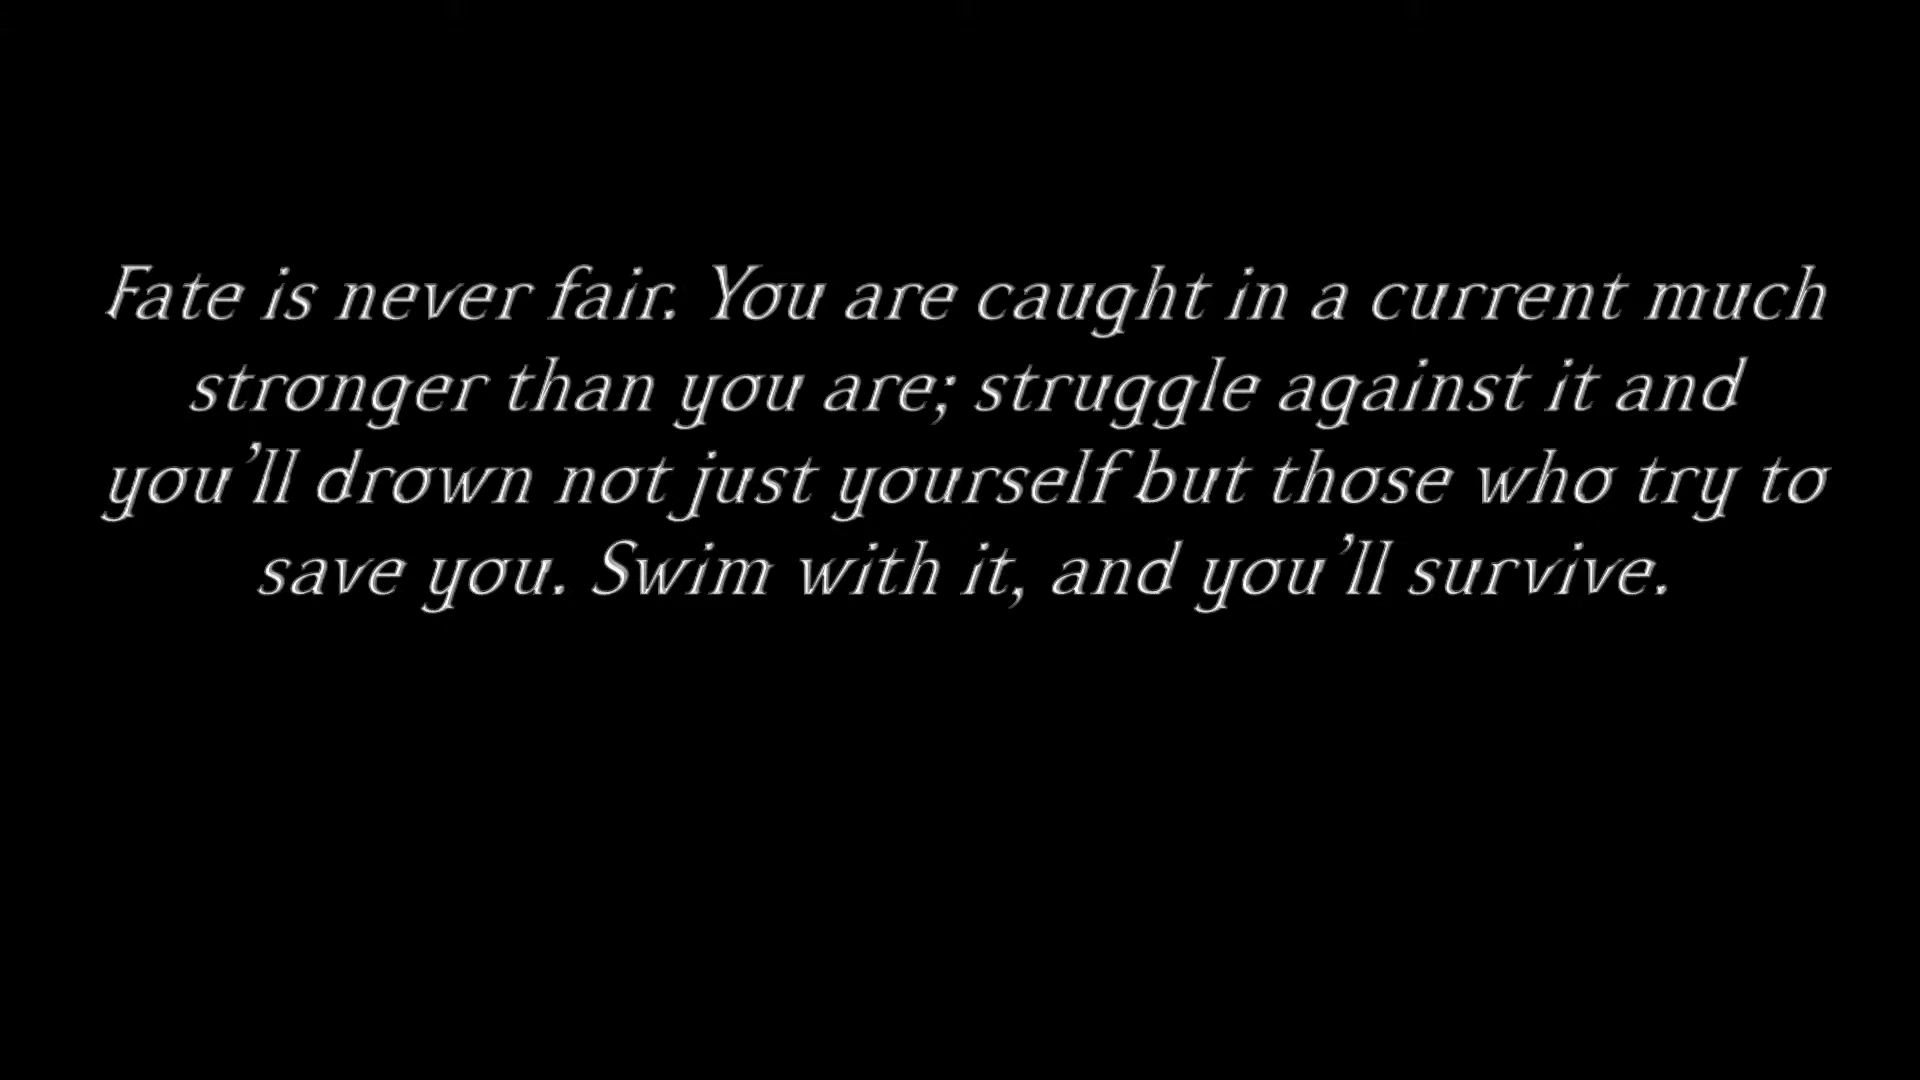 Fate is never fair. You are caught in a current much
stronger than you are; struggle against it and
you’ll drown not just yourself but those who try to
save you. Swim with it, and you’ll survive.